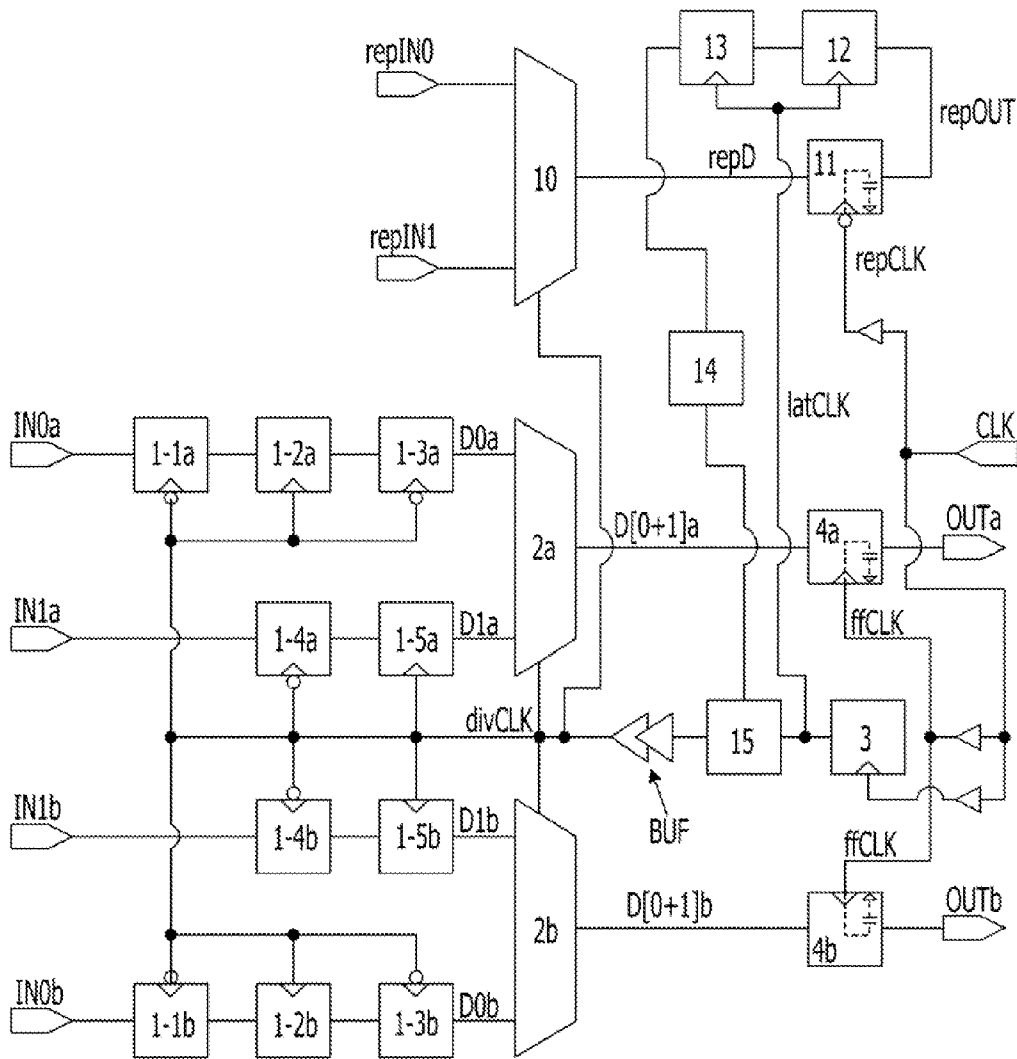 13
12
repIN0
repOUT
repD
11
10
repIN1
repCLK
14
latCLK
IN0a
1-1a
1-2a
1-3a
D0a
CLK
D[0+1]a
4a
OUTa
2a
IN1a
1-4a
1-5a
D1a
ffCLK
divCLK
15
3
IN1b
1-4b
1-5b
D1b
BUF
ffCLK
D[0+1]b
OUTb
2b
4b
IN0b
1-1b
1-2b
1-3b
D0b